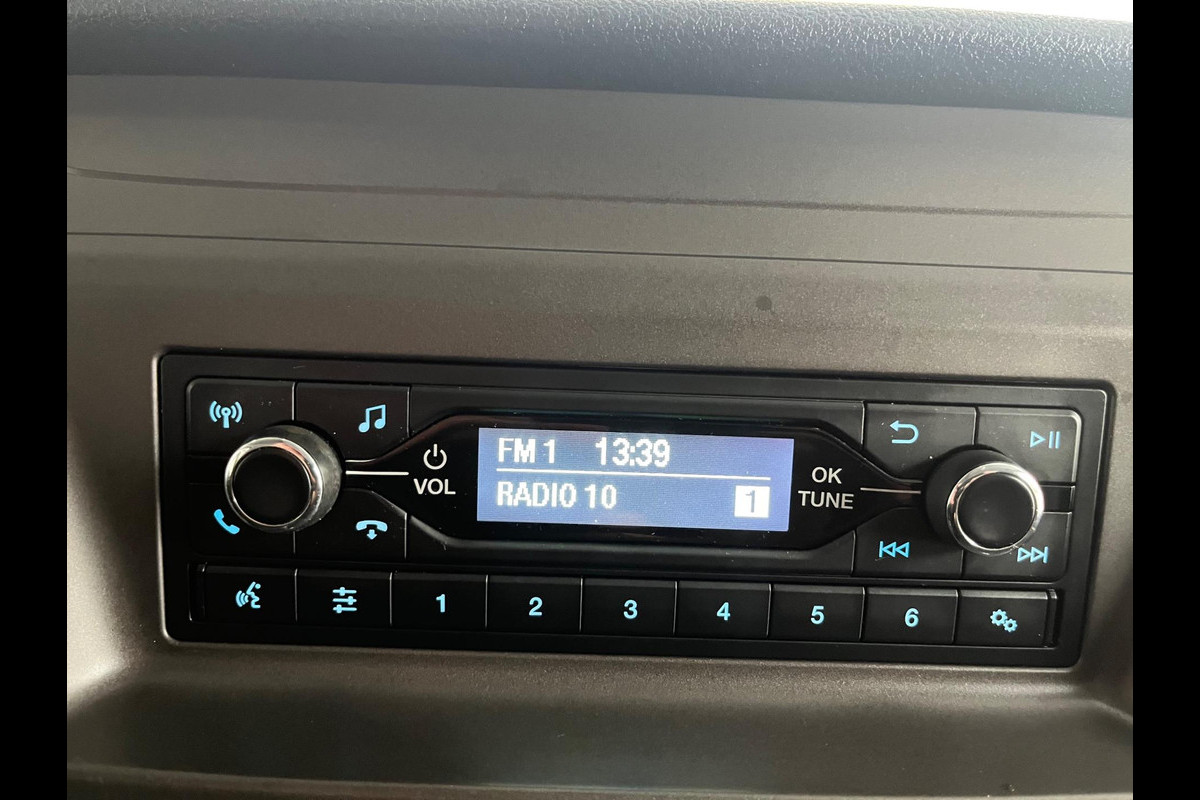 FM 1 13:39
RADIO 10 1
VOL
OK
TUNE
1 2 3 4 5 6